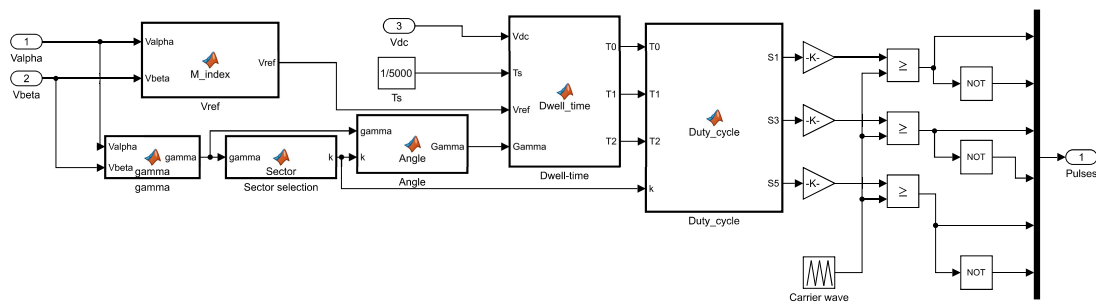 1
Valpha
2
Vbeta
Valpha
Vbeta
M_index
Vref
Vref
Valpha
Vbeta
gamma
gamma
gamma
gamma
Sector
k
Sector selection
gamma
k
Angle
Gamma
Angle
3
Vdc
1/5000
Ts
Vdc
Ts
Vref
Gamma
Dwell_time
T0
T1
T2
Dwell-time
T0
T1
T2
k
Duty_cycle
S1
S3
S5
Duty_cycle
-K-
-K-
-K-
≥
≥
≥
NOT
NOT
NOT
Carrier wave
1
Pulses